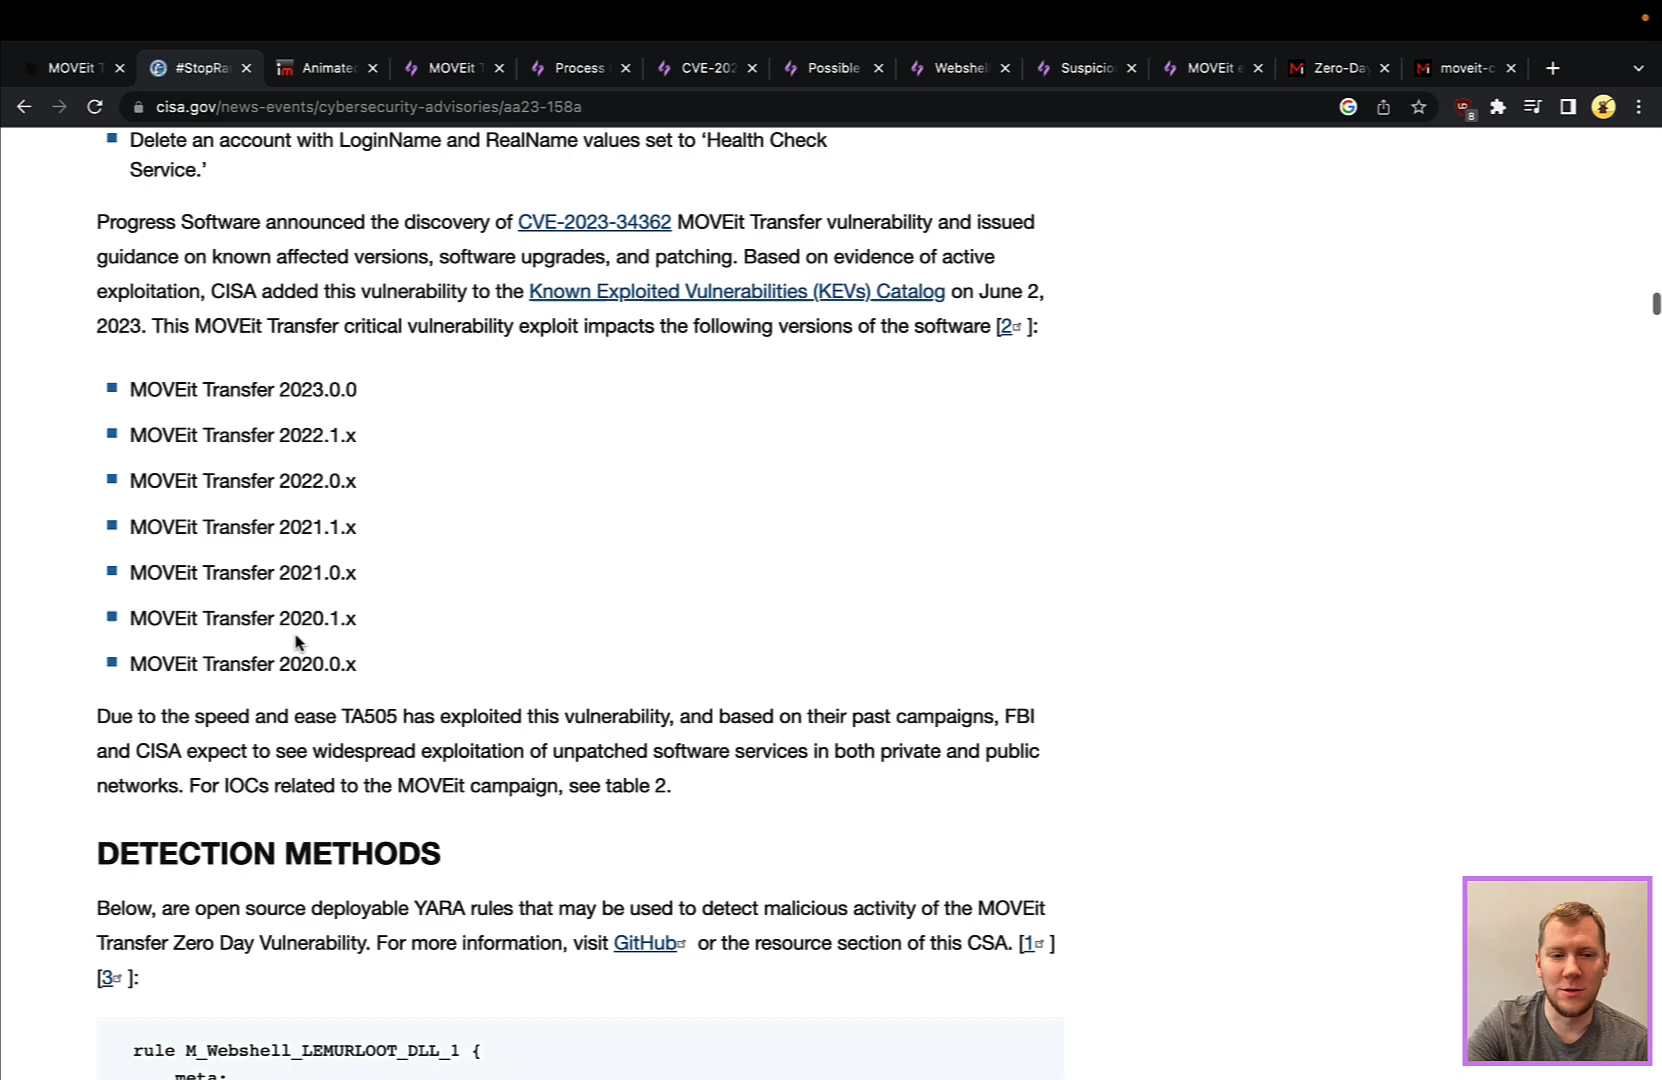 MOVEit T
#StopRa
Animated
MOVEit T
Process
CVE-202
Possible
Webshel
Suspicio
MOVEit e
Zero-Day
moveit-c
cisa.gov/news-events/cybersecurity-advisories/aa23-158a
8
Delete an account with LoginName and RealName values set to ‘Health Check
Service.’
Progress Software announced the discovery of CVE-2023-34362 MOVEit Transfer vulnerability and issued
guidance on known affected versions, software upgrades, and patching. Based on evidence of active
exploitation, CISA added this vulnerability to the Known Exploited Vulnerabilities (KEVs) Catalog on June 2,
2023. This MOVEit Transfer critical vulnerability exploit impacts the following versions of the software [2 ]:
MOVEit Transfer 2023.0.0
MOVEit Transfer 2022.1.x
MOVEit Transfer 2022.0.x
MOVEit Transfer 2021.1.x
MOVEit Transfer 2021.0.x
MOVEit Transfer 2020.1.x
MOVEit Transfer 2020.0.x
Due to the speed and ease TA505 has exploited this vulnerability, and based on their past campaigns, FBI
and CISA expect to see widespread exploitation of unpatched software services in both private and public
networks. For IOCs related to the MOVEit campaign, see table 2.
DETECTION METHODS
Below, are open source deployable YARA rules that may be used to detect malicious activity of the MOVEit
Transfer Zero Day Vulnerability. For more information, visit GitHub or the resource section of this CSA. [1 ]
[3 ]:
rule M_Webshell_LEMURLOOT_DLL_1 {
meta: